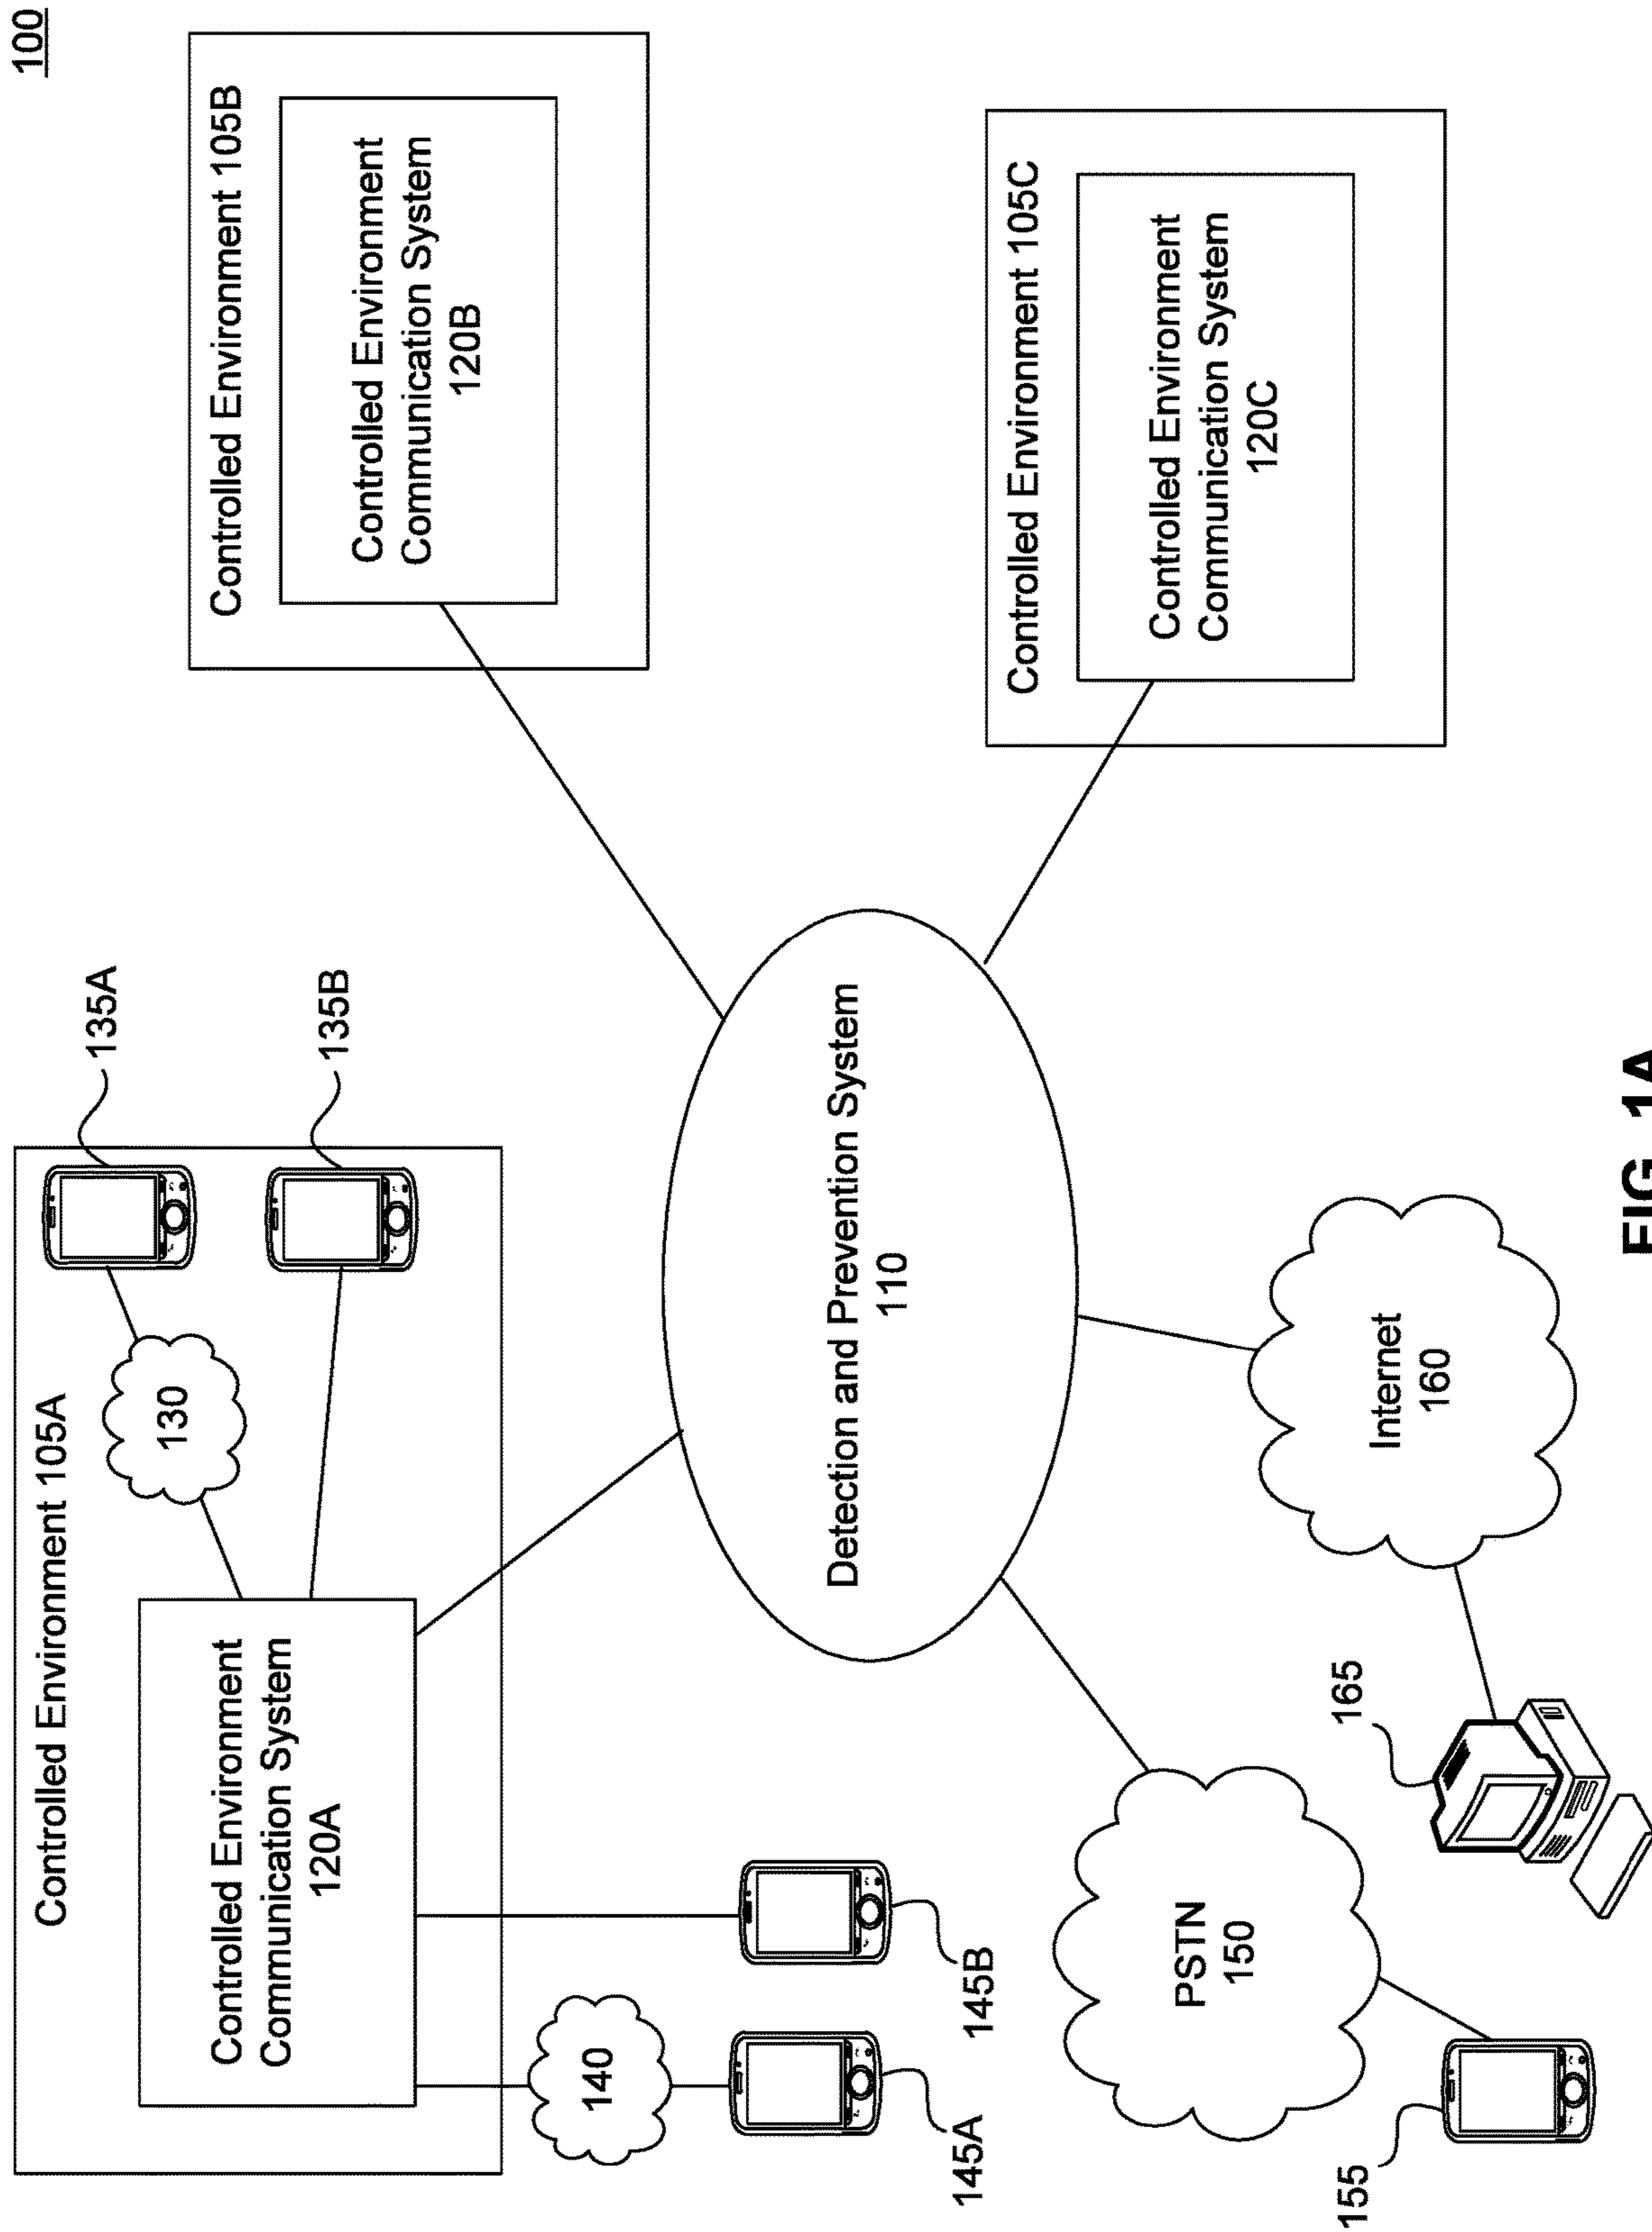 100
Controlled Environment 105A
Controlled Environment
Communication System
120A
130
135A
135B
140
145A
145B
Controlled Environment 105B
Controlled Environment
Communication System
120B
Detection and Prevention System
110
Controlled Environment 105C
Controlled Environment
Communication System
120C
PSTN
150
155
Internet
160
165
FIG. 1A